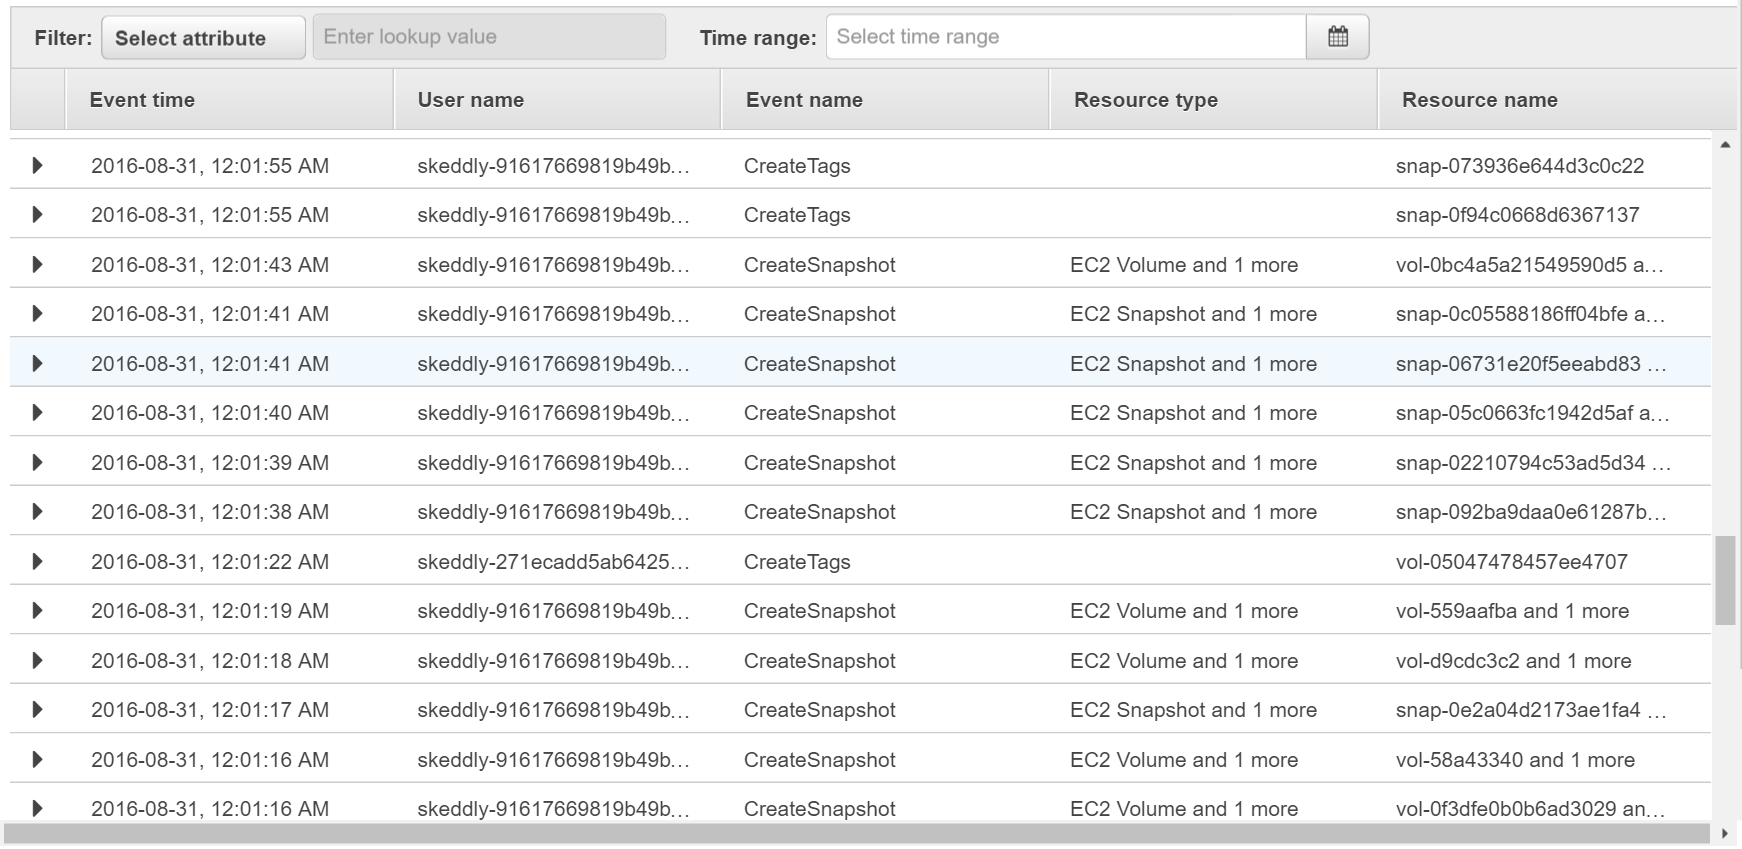 Filter: Select attribute Enter lookup value Time range: Select time range
Event time User name Event name Resource type Resource name
2016-08-31, 12:01:55 AM skeddly-91617669819b49b... CreateTags snap-073936e644d3c0c22
2016-08-31, 12:01:55 AM skeddly-91617669819b49b... CreateTags snap-0f94c0668d6367137
2016-08-31, 12:01:43 AM skeddly-91617669819b49b... CreateSnapshot EC2 Volume and 1 more vol-0bc4a5a21549590d5 a...
2016-08-31, 12:01:41 AM skeddly-91617669819b49b... CreateSnapshot EC2 Snapshot and 1 more snap-0c05588186ff04bfe a...
2016-08-31, 12:01:41 AM skeddly-91617669819b49b... CreateSnapshot EC2 Snapshot and 1 more snap-06731e20f5eeabd83 ...
2016-08-31, 12:01:40 AM skeddly-91617669819b49b... CreateSnapshot EC2 Snapshot and 1 more snap-05c0663fc1942d5af a...
2016-08-31, 12:01:39 AM skeddly-91617669819b49b... CreateSnapshot EC2 Snapshot and 1 more snap-02210794c53ad5d34 ...
2016-08-31, 12:01:38 AM skeddly-91617669819b49b... CreateSnapshot EC2 Snapshot and 1 more snap-092ba9daa0e61287b...
2016-08-31, 12:01:22 AM skeddly-271ecadd5ab6425... CreateTags vol-05047478457ee4707
2016-08-31, 12:01:19 AM skeddly-91617669819b49b... CreateSnapshot EC2 Volume and 1 more vol-559aafba and 1 more
2016-08-31, 12:01:18 AM skeddly-91617669819b49b... CreateSnapshot EC2 Volume and 1 more vol-d9cdc3c2 and 1 more
2016-08-31, 12:01:17 AM skeddly-91617669819b49b... CreateSnapshot EC2 Snapshot and 1 more snap-0e2a04d2173ae1fa4 ...
2016-08-31, 12:01:16 AM skeddly-91617669819b49b... CreateSnapshot EC2 Volume and 1 more vol-58a43340 and 1 more
2016-08-31, 12:01:16 AM skeddly-91617669819b49b... CreateSnapshot EC2 Volume and 1 more vol-0f3dfe0b0b6ad3029 an...